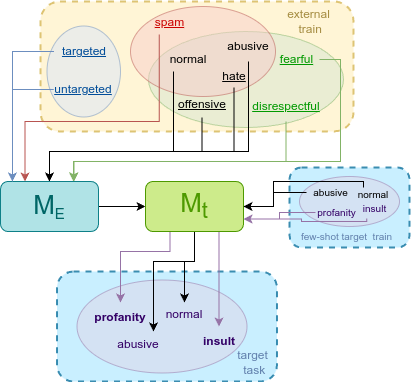 external
train
spam
targeted
normal
abusive
fearful
hate
untargeted
offensive
disrespectful
M_E
M_t
abusive
normal
profanity
insult
few-shot target train
profanity
normal
abusive
insult
target
task